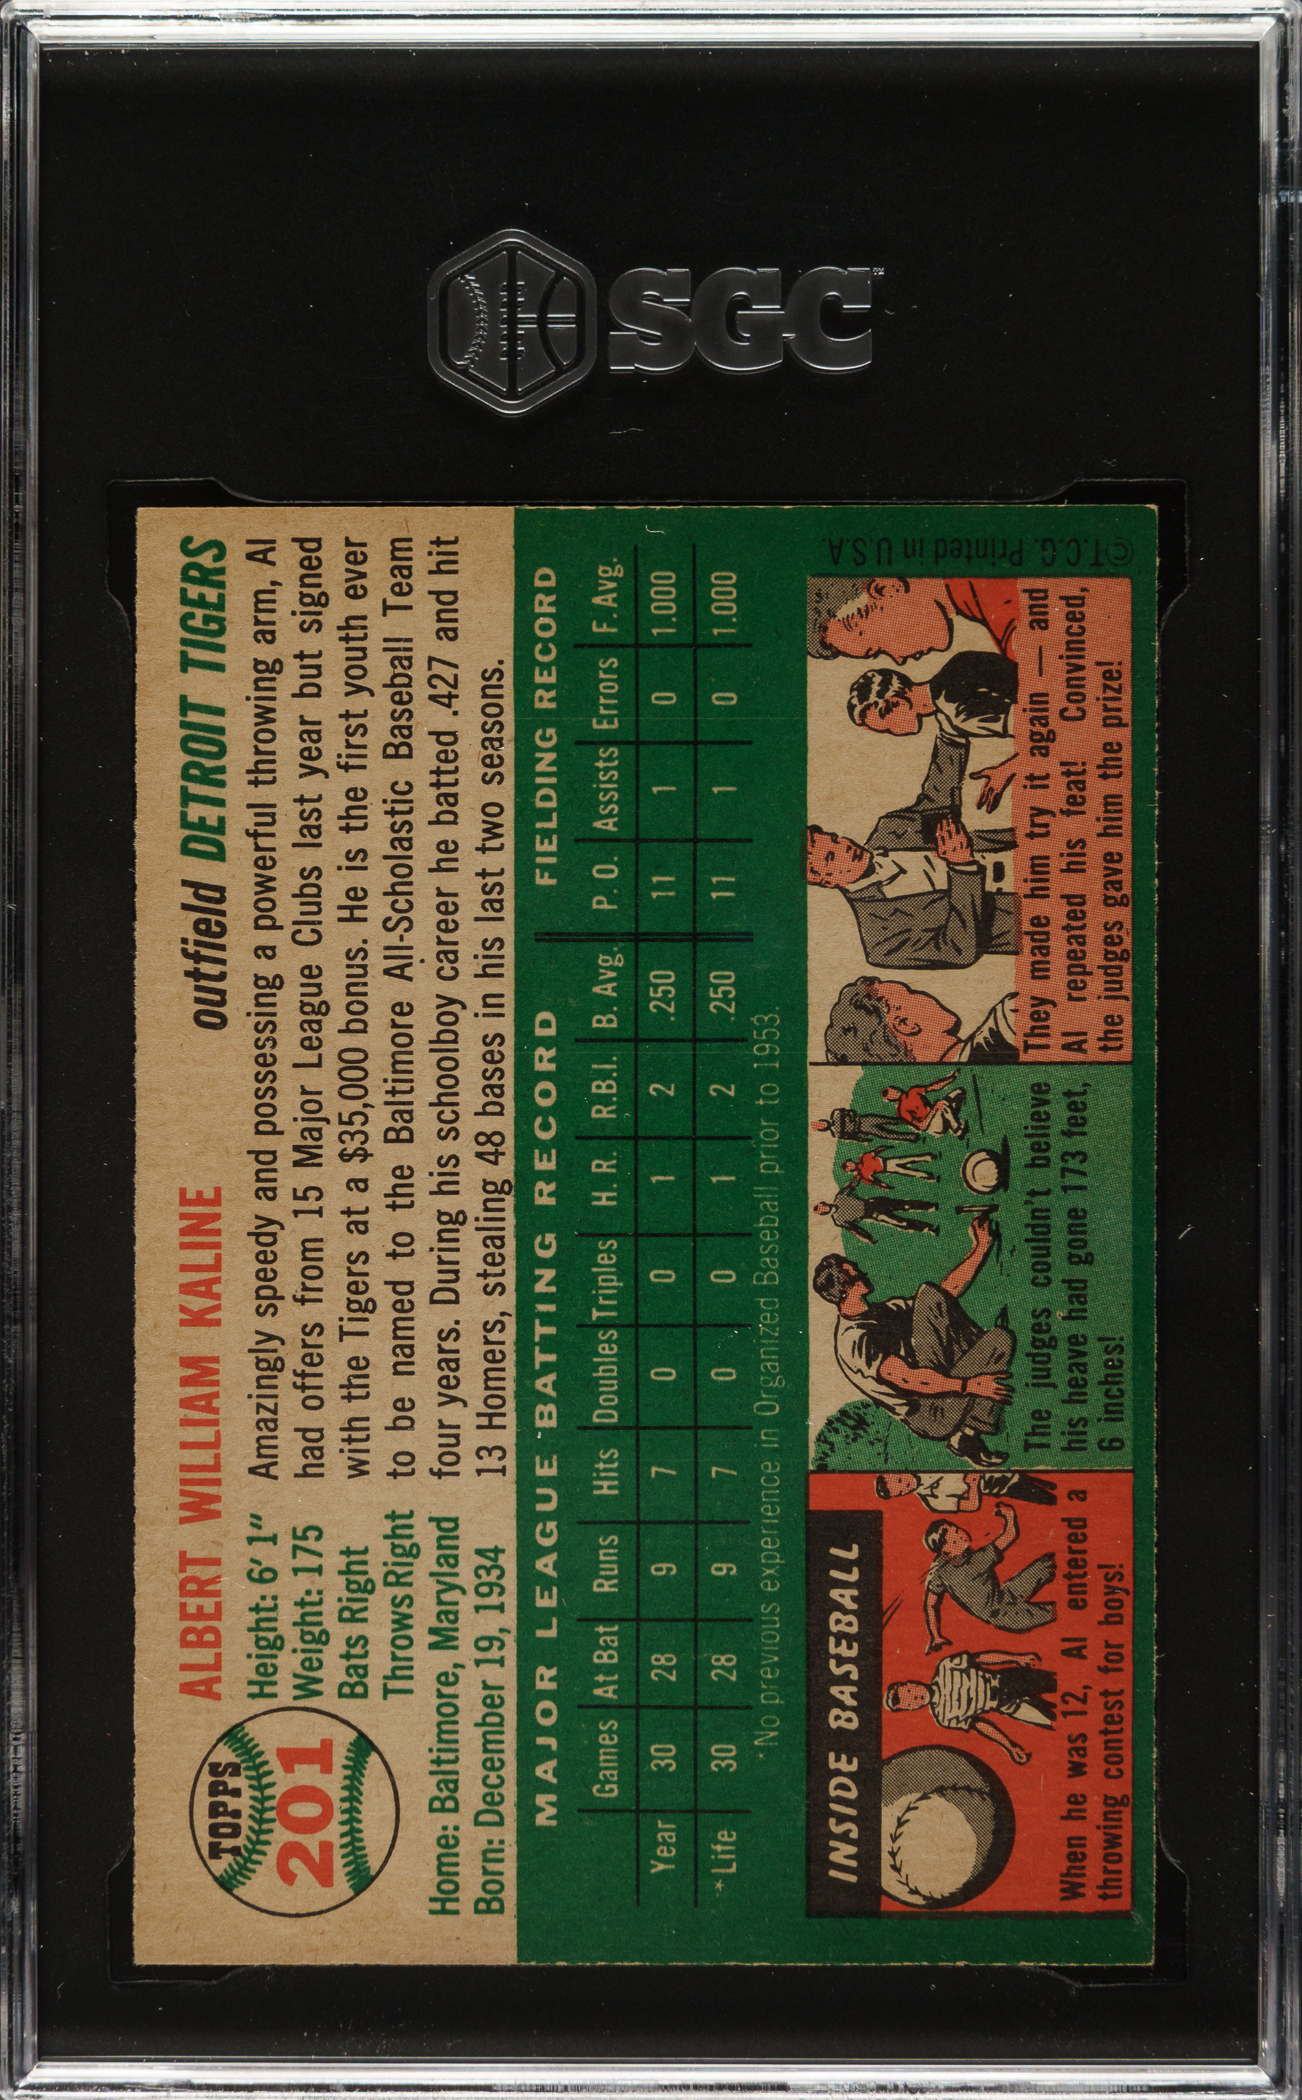 SGC
TM
TOPPS
201
ALBERT WILLIAM KALINE
outfield DETROIT TIGERS
Height: 6' 1"
Weight: 175
Bats Right
Throws Right
Home: Baltimore, Maryland
Born: December 19, 1934
Amazingly speedy and possessing a powerful throwing arm, Al
had offers from 15 Major League Clubs last year but signed
with the Tigers at a $35,000 bonus. He is the first youth ever
to be named to the Baltimore All-Scholastic Baseball Team
four years. During his schoolboy career he batted .427 and hit
13 Homers, stealing 48 bases in his last two seasons.
MAJOR LEAGUE BATTING RECORD FIELDING RECORD
Games At Bat Runs Hits Doubles Triples H. R. R.B.I. B. Avg. P. O. Assists Errors F. Avg.
Year 30 28 9 7 0 0 1 2 .250 11 1 0 1.000
*Life 30 28 9 7 0 0 1 2 .250 11 1 0 1.000
*No previous experience in Organized Baseball prior to 1953.
INSIDE BASEBALL
When he was 12, Al entered a
throwing contest for boys!
The judges couldn't believe
his heave had gone 173 feet,
6 inches!
They made him try it again — and
Al repeated his feat! Convinced,
the judges gave him the prize!
©T.C.G. Printed in U.S.A.